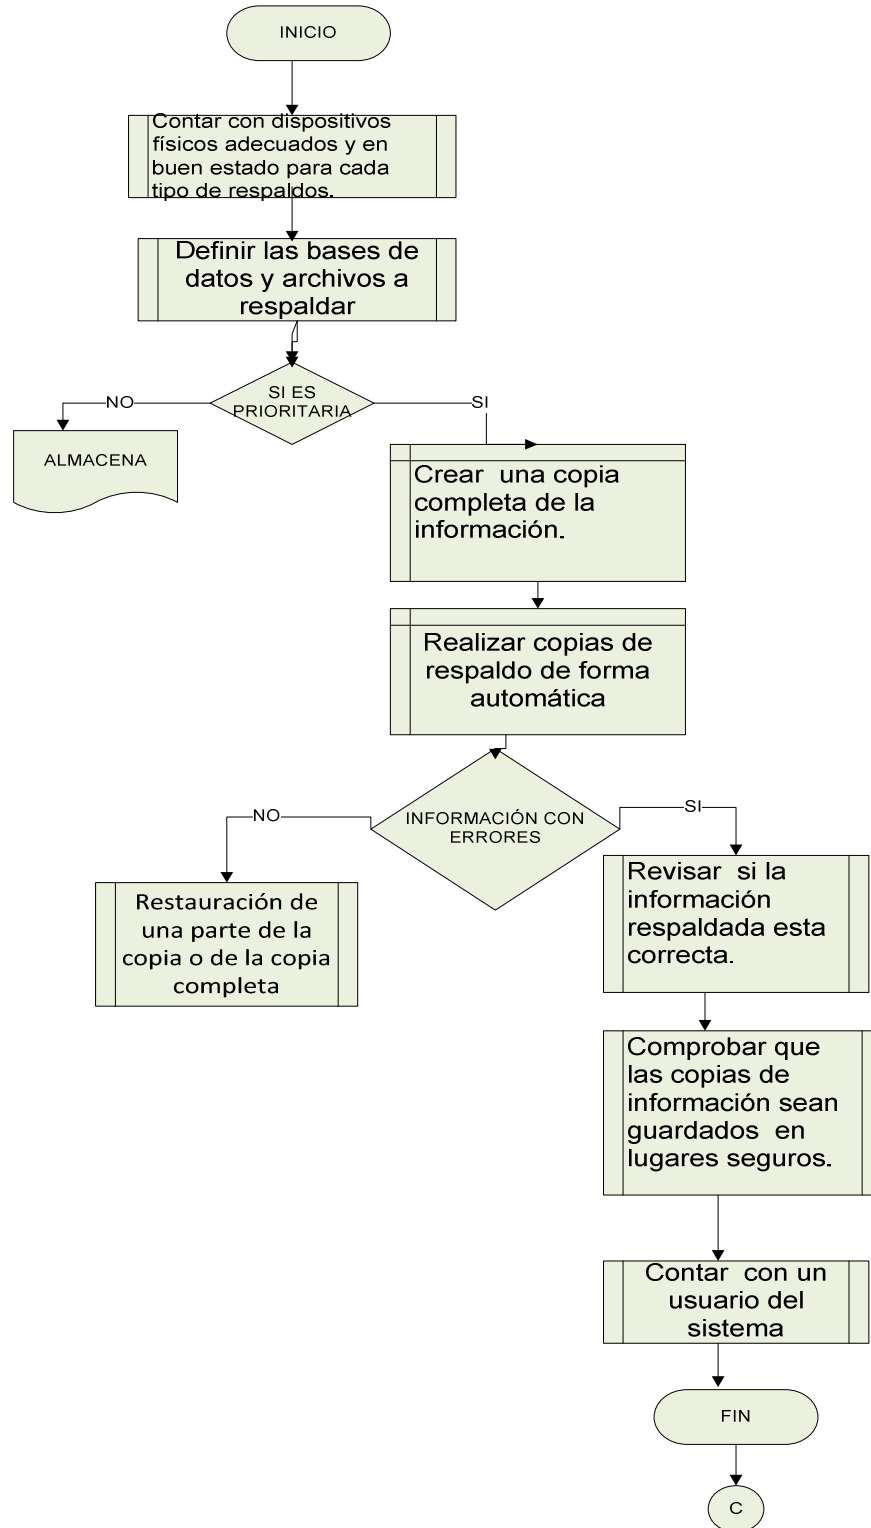 INICIO
Contar con dispositivos
físicos adecuados y en
buen estado para cada
tipo de respaldos.
Definir las bases de
datos y archivos a
respaldar
SI ES
PRIORITARIA
NO
SI
ALMACENA
Crear una copia
completa de la
información.
Realizar copias de
respaldo de forma
automática
INFORMACIÓN CON
ERRORES
NO
SI
Restauración de
una parte de la
copia o de la copia
completa
Revisar si la
información
respaldada esta
correcta.
Comprobar que
las copias de
información sean
guardados en
lugares seguros.
Contar con un
usuario del
sistema
FIN
C